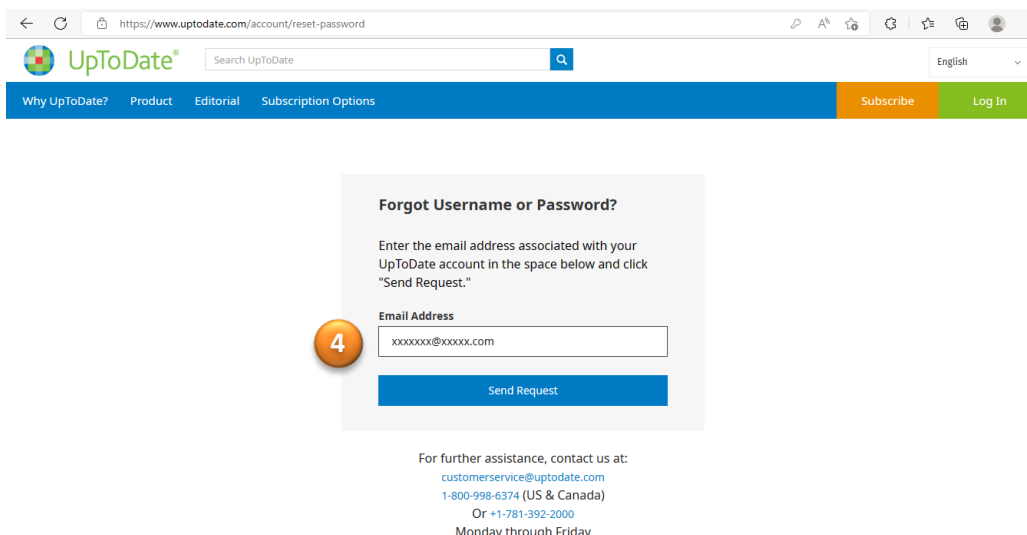 https://www.uptodate.com/account/reset-password
UpToDate®
Search UpToDate
English
Why UpToDate? Product Editorial Subscription Options Subscribe Log In
Forgot Username or Password?
Enter the email address associated with your
UpToDate account in the space below and click
"Send Request."
Email Address
4
xxxxxxx@xxxxx.com
Send Request
For further assistance, contact us at:
customerservice@uptodate.com
1-800-998-6374 (US & Canada)
Or +1-781-392-2000
Monday through Friday